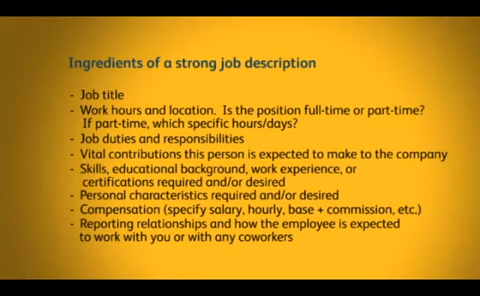 Ingredients of a strong job description
- Job title
- Work hours and location. Is the position full-time or part-time?
If part-time, which specific hours/days?
- Job duties and responsibilities
- Vital contributions this person is expected to make to the company
- Skills, educational background, work experience, or
certifications required and/or desired
- Personal characteristics required and/or desired
- Compensation (specify salary, hourly, base + commission, etc.)
- Reporting relationships and how the employee is expected
to work with you or with any coworkers